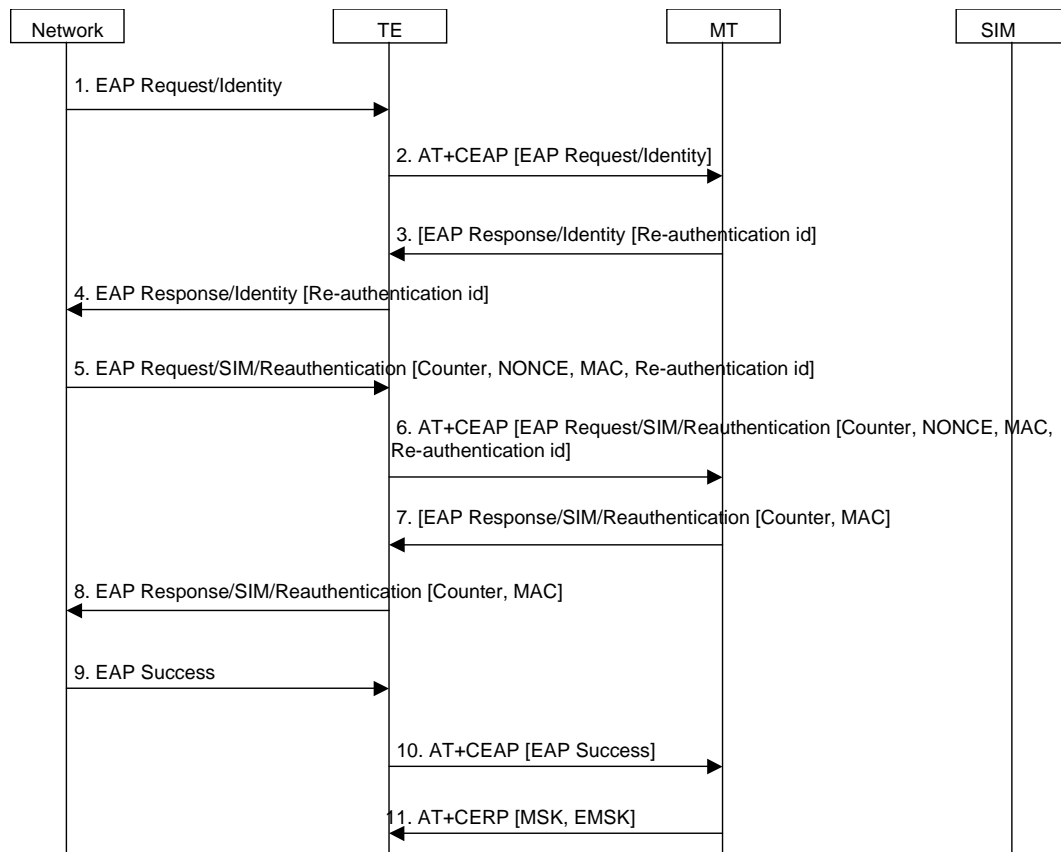 Network
TE
MT
SIM
1. EAP Request/Identity
2. AT+CEAP [EAP Request/Identity]
3. [EAP Response/Identity [Re-authentication id]
4. EAP Response/Identity [Re-authentication id]
5. EAP Request/SIM/Reauthentication [Counter, NONCE, MAC, Re-authentication id]
6. AT+CEAP [EAP Request/SIM/Reauthentication [Counter, NONCE, MAC,
Re-authentication id]
7. [EAP Response/SIM/Reauthentication [Counter, MAC]
8. EAP Response/SIM/Reauthentication [Counter, MAC]
9. EAP Success
10. AT+CEAP [EAP Success]
11. AT+CERP [MSK, EMSK]